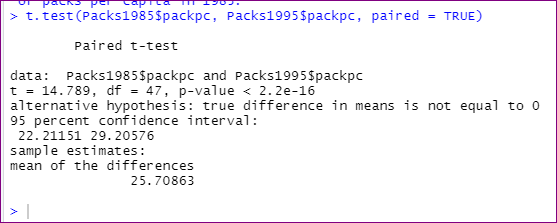 of packs per capita in 1985.
> t.test(Packs1985$packpc, Packs1995$packpc, paired = TRUE)
Paired t-test
data: Packs1985$packpc and Packs1995$packpc
t = 14.789, df = 47, p-value < 2.2e-16
alternative hypothesis: true difference in means is not equal to 0
95 percent confidence interval:
22.21151 29.20576
sample estimates:
mean of the differences
25.70863
>